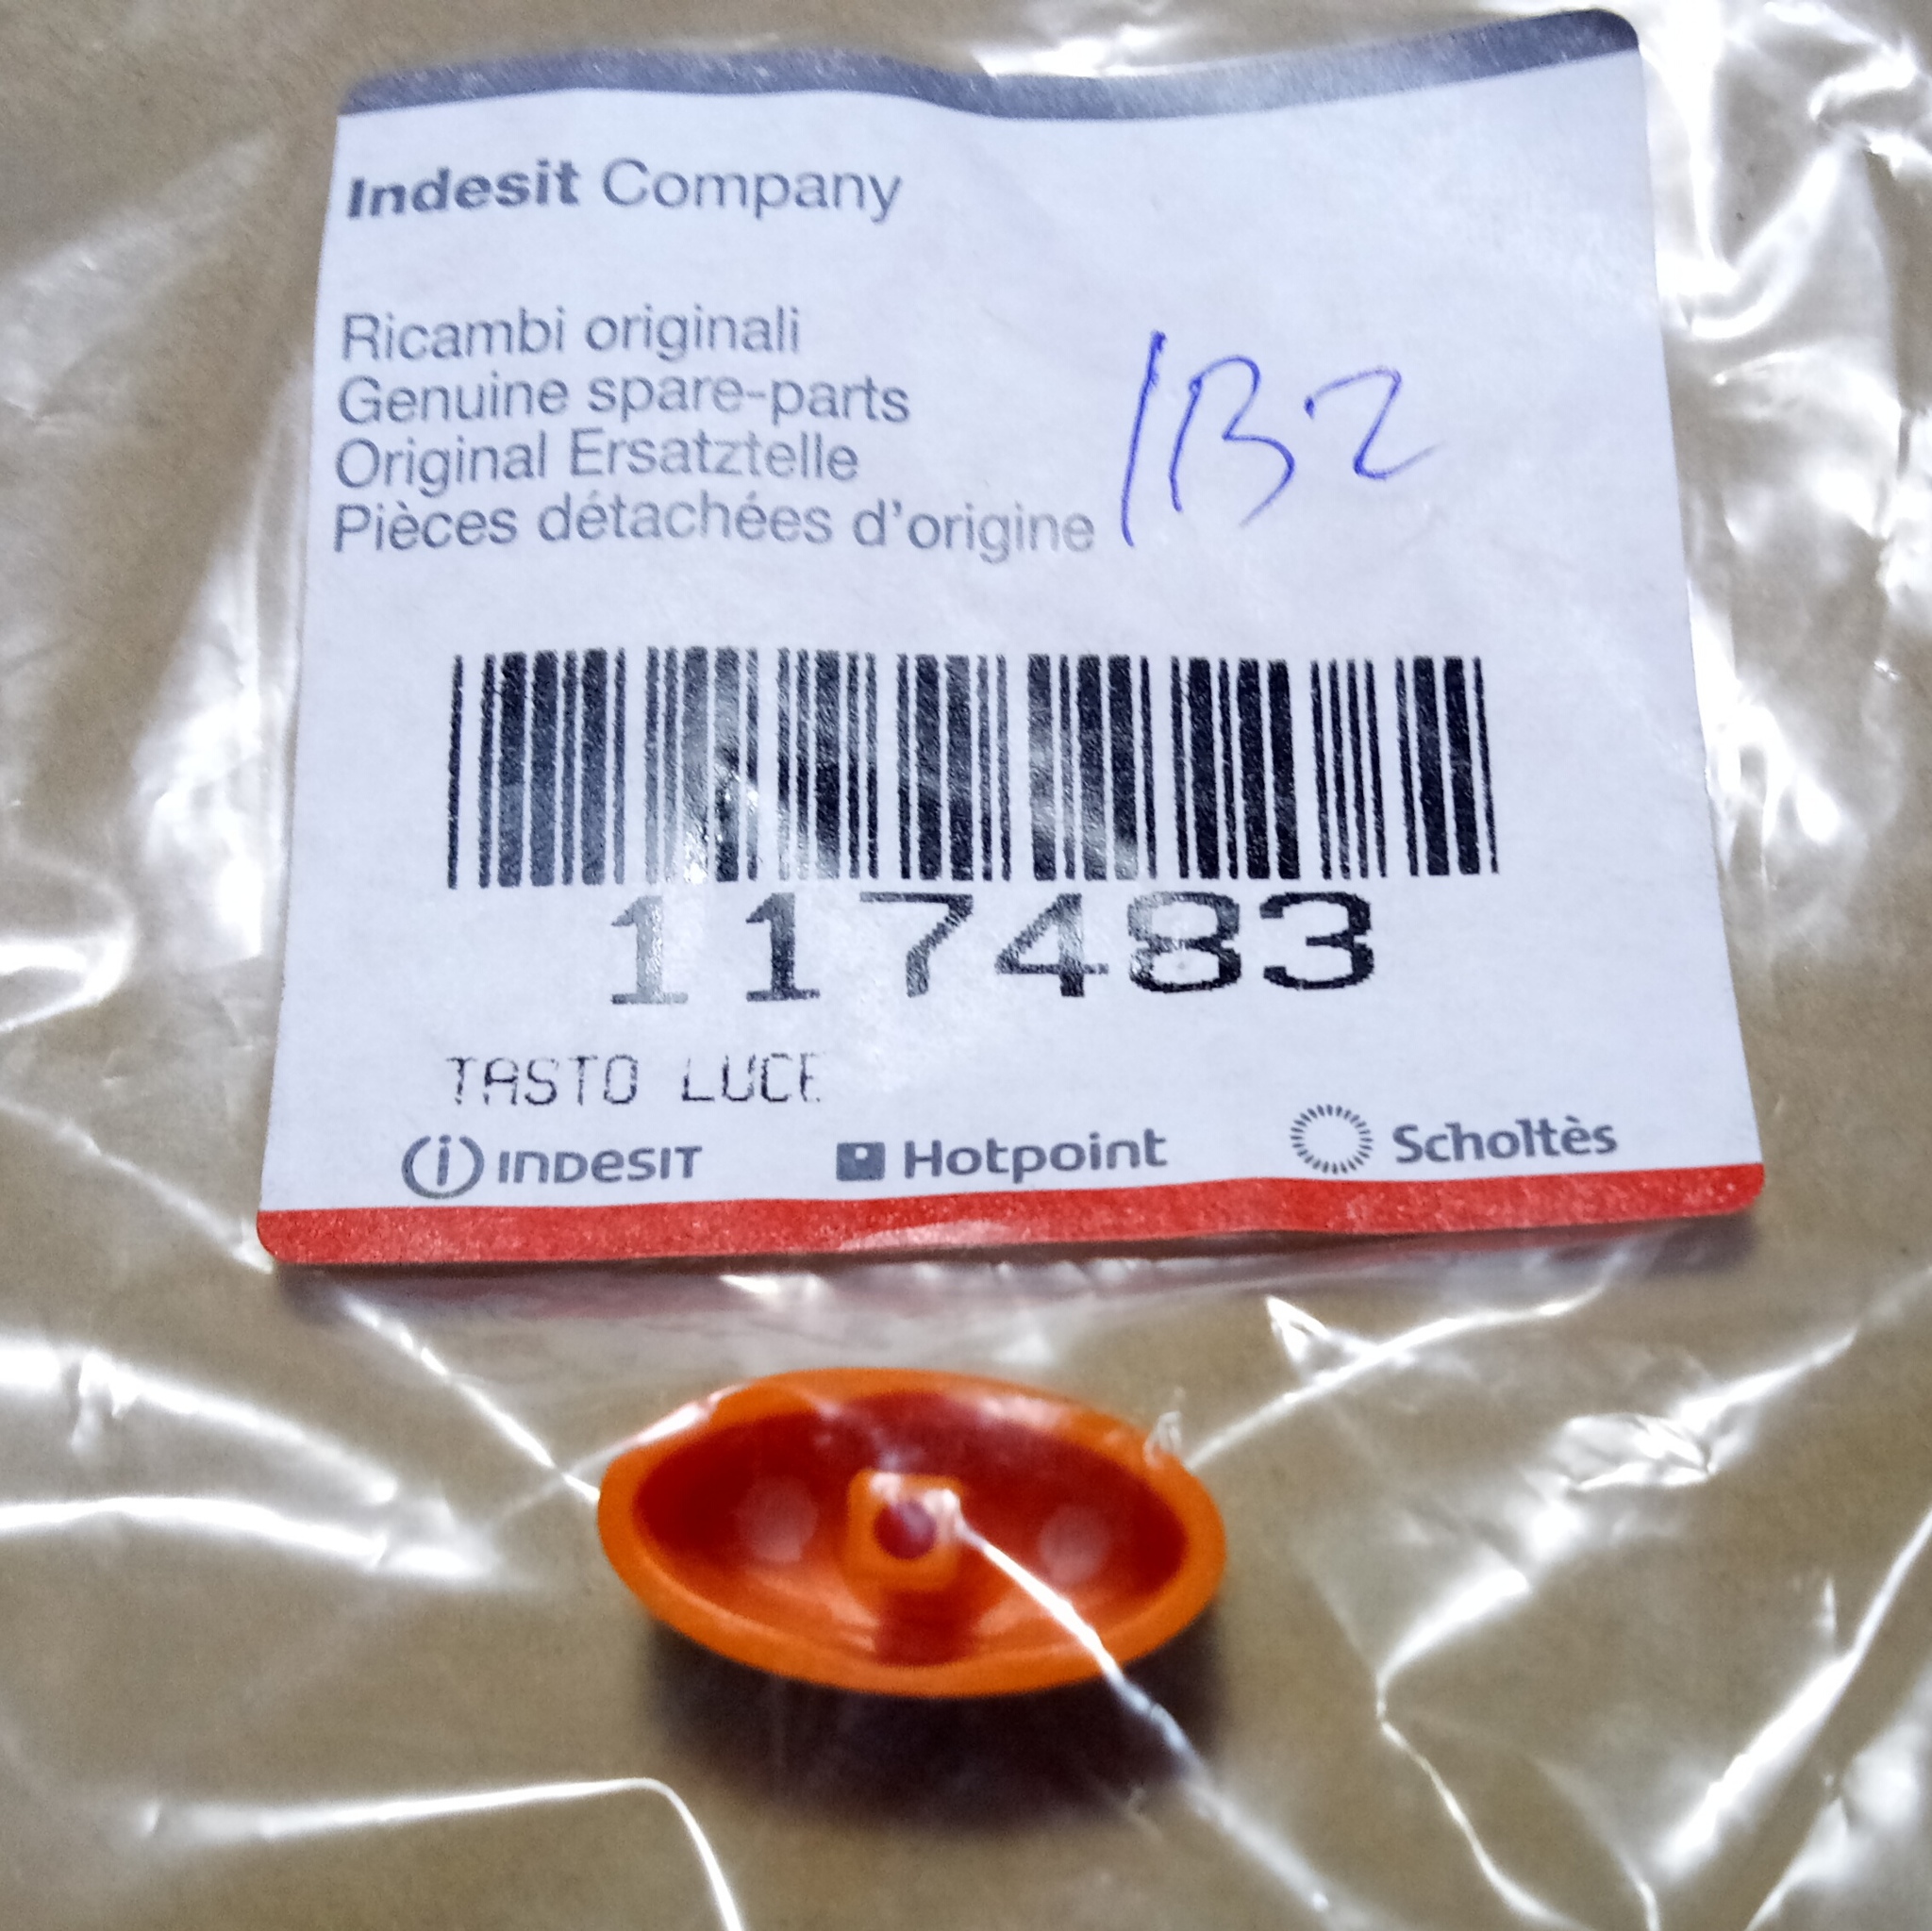 Indesit Company
Ricambi originali
Genuine spare-parts
Original Ersatztelle
Pièces détachées d'origine
1B2
117483
TASTO LUCE
INDESIT Hotpoint Scholtès